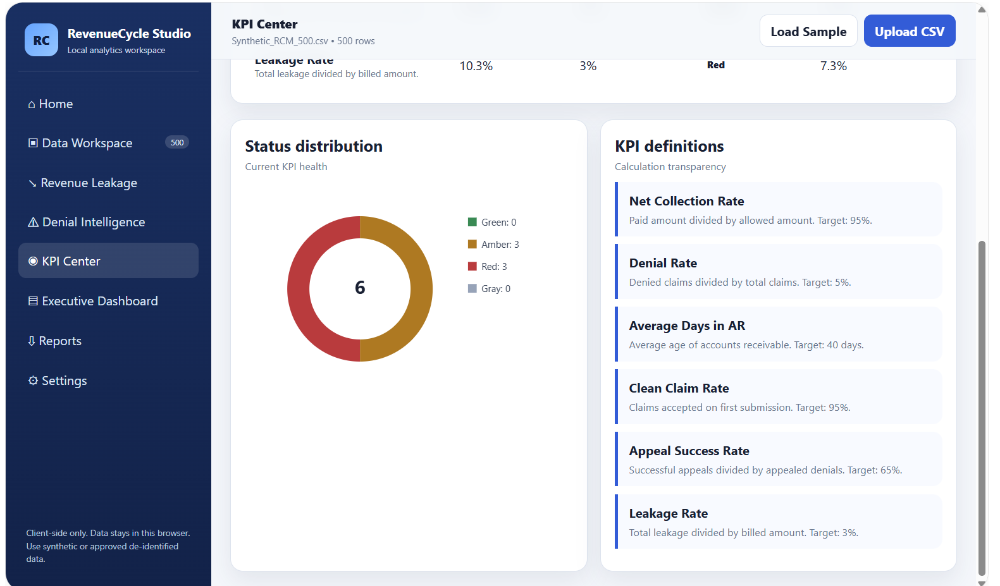 RC
RevenueCycle Studio
Local analytics workspace
Home
Data Workspace 500
Revenue Leakage
Denial Intelligence
KPI Center
Executive Dashboard
Reports
Settings
Client-side only. Data stays in this browser.
Use synthetic or approved de-identified
data.
KPI Center
Synthetic_RCM_500.csv • 500 rows
Load Sample
Upload CSV
Leakage Rate
Total leakage divided by billed amount.
10.3% 3% Red 7.3%
Status distribution
Current KPI health
6
Green: 0
Amber: 3
Red: 3
Gray: 0
KPI definitions
Calculation transparency
Net Collection Rate
Paid amount divided by allowed amount. Target: 95%.
Denial Rate
Denied claims divided by total claims. Target: 5%.
Average Days in AR
Average age of accounts receivable. Target: 40 days.
Clean Claim Rate
Claims accepted on first submission. Target: 95%.
Appeal Success Rate
Successful appeals divided by appealed denials. Target: 65%.
Leakage Rate
Total leakage divided by billed amount. Target: 3%.